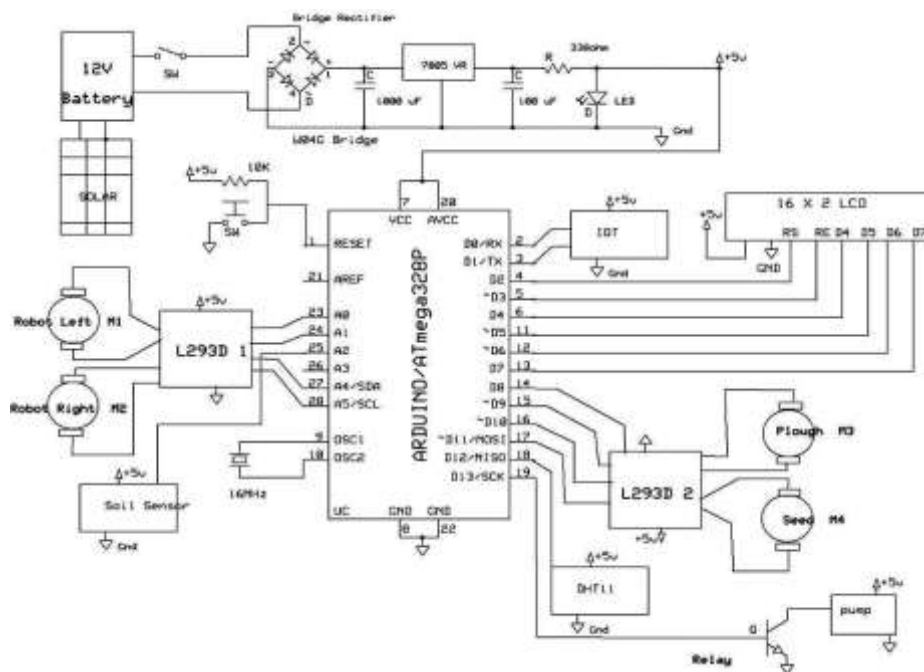 Bridge Rectifier
12V
Battery
SW
2
4
1
C
1000 uF
7805 VR
C
100 uF
R
330ohm
D
LED
+5v
Gnd
W04G Bridge
SOLAR
+5v
10K
SW
7
20
VCC
AVCC
1
RESET
21
AREF
23
A0
24
A1
25
A2
26
A3
27
A4/SDA
28
A5/SCL
9
OSC1
10
OSC2
16MHz
UC
GND
GND
8
22
ARDUINO/ATmega328P
D0/RX
2
D1/TX
3
D2
4
~D3
5
D4
6
~D5
11
~D6
12
D7
13
D8
14
~D9
15
~D10
16
~D11/MOSI
17
D12/MISO
18
D13/SCK
19
+5v
IOT
Gnd
16 X 2 LCD
+5v
GND
RS
RE
D4
D5
D6
D7
Robot Left
M1
Robot Right
M2
+5v
L293D 1
+5v
Soil Sensor
Gnd
L293D 2
+5v
Plough
M3
Seed
M4
+5v
DHT11
Gnd
Q
Relay
pump
+5v